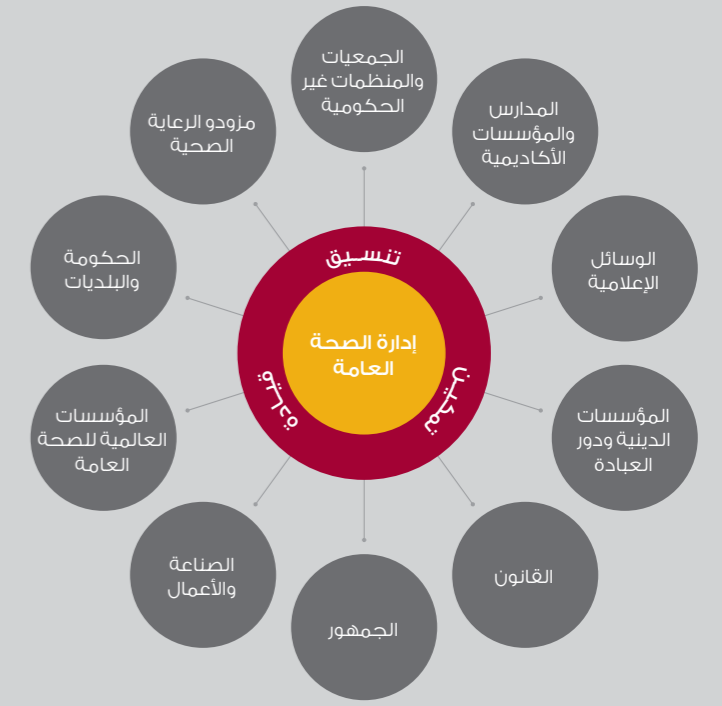 الجمعيات
والمنظمات غير
الحكومية
المدارس
والمؤسسات
الأكاديمية
الوسائل
الإعلامية
المؤسسات
الدينية ودور
العبادة
القانون
الجمهور
الصناعة
والأعمال
المؤسسات
العالمية للصحة
العامة
الحكومة
والبلديات
مزودو الرعاية
الصحية
تنسيق
تمكين
قيادة
إدارة الصحة
العامة